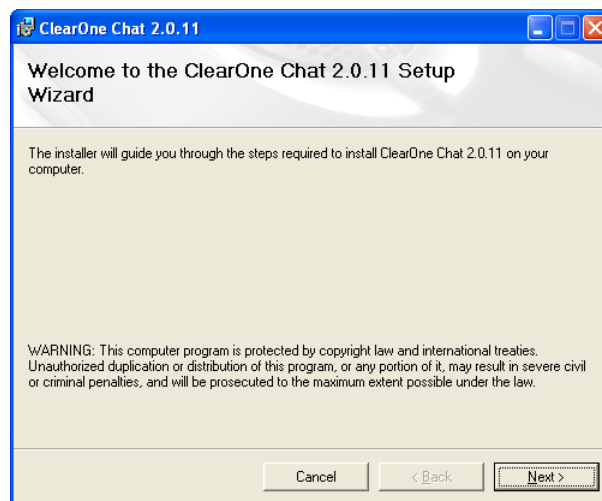 ClearOne Chat 2.0.11
Welcome to the ClearOne Chat 2.0.11 Setup
Wizard
The installer will guide you through the steps required to install ClearOne Chat 2.0.11 on your
computer.
WARNING: This computer program is protected by copyright law and international treaties.
Unauthorized duplication or distribution of this program, or any portion of it, may result in severe civil
or criminal penalties, and will be prosecuted to the maximum extent possible under the law.
Cancel < Back Next >